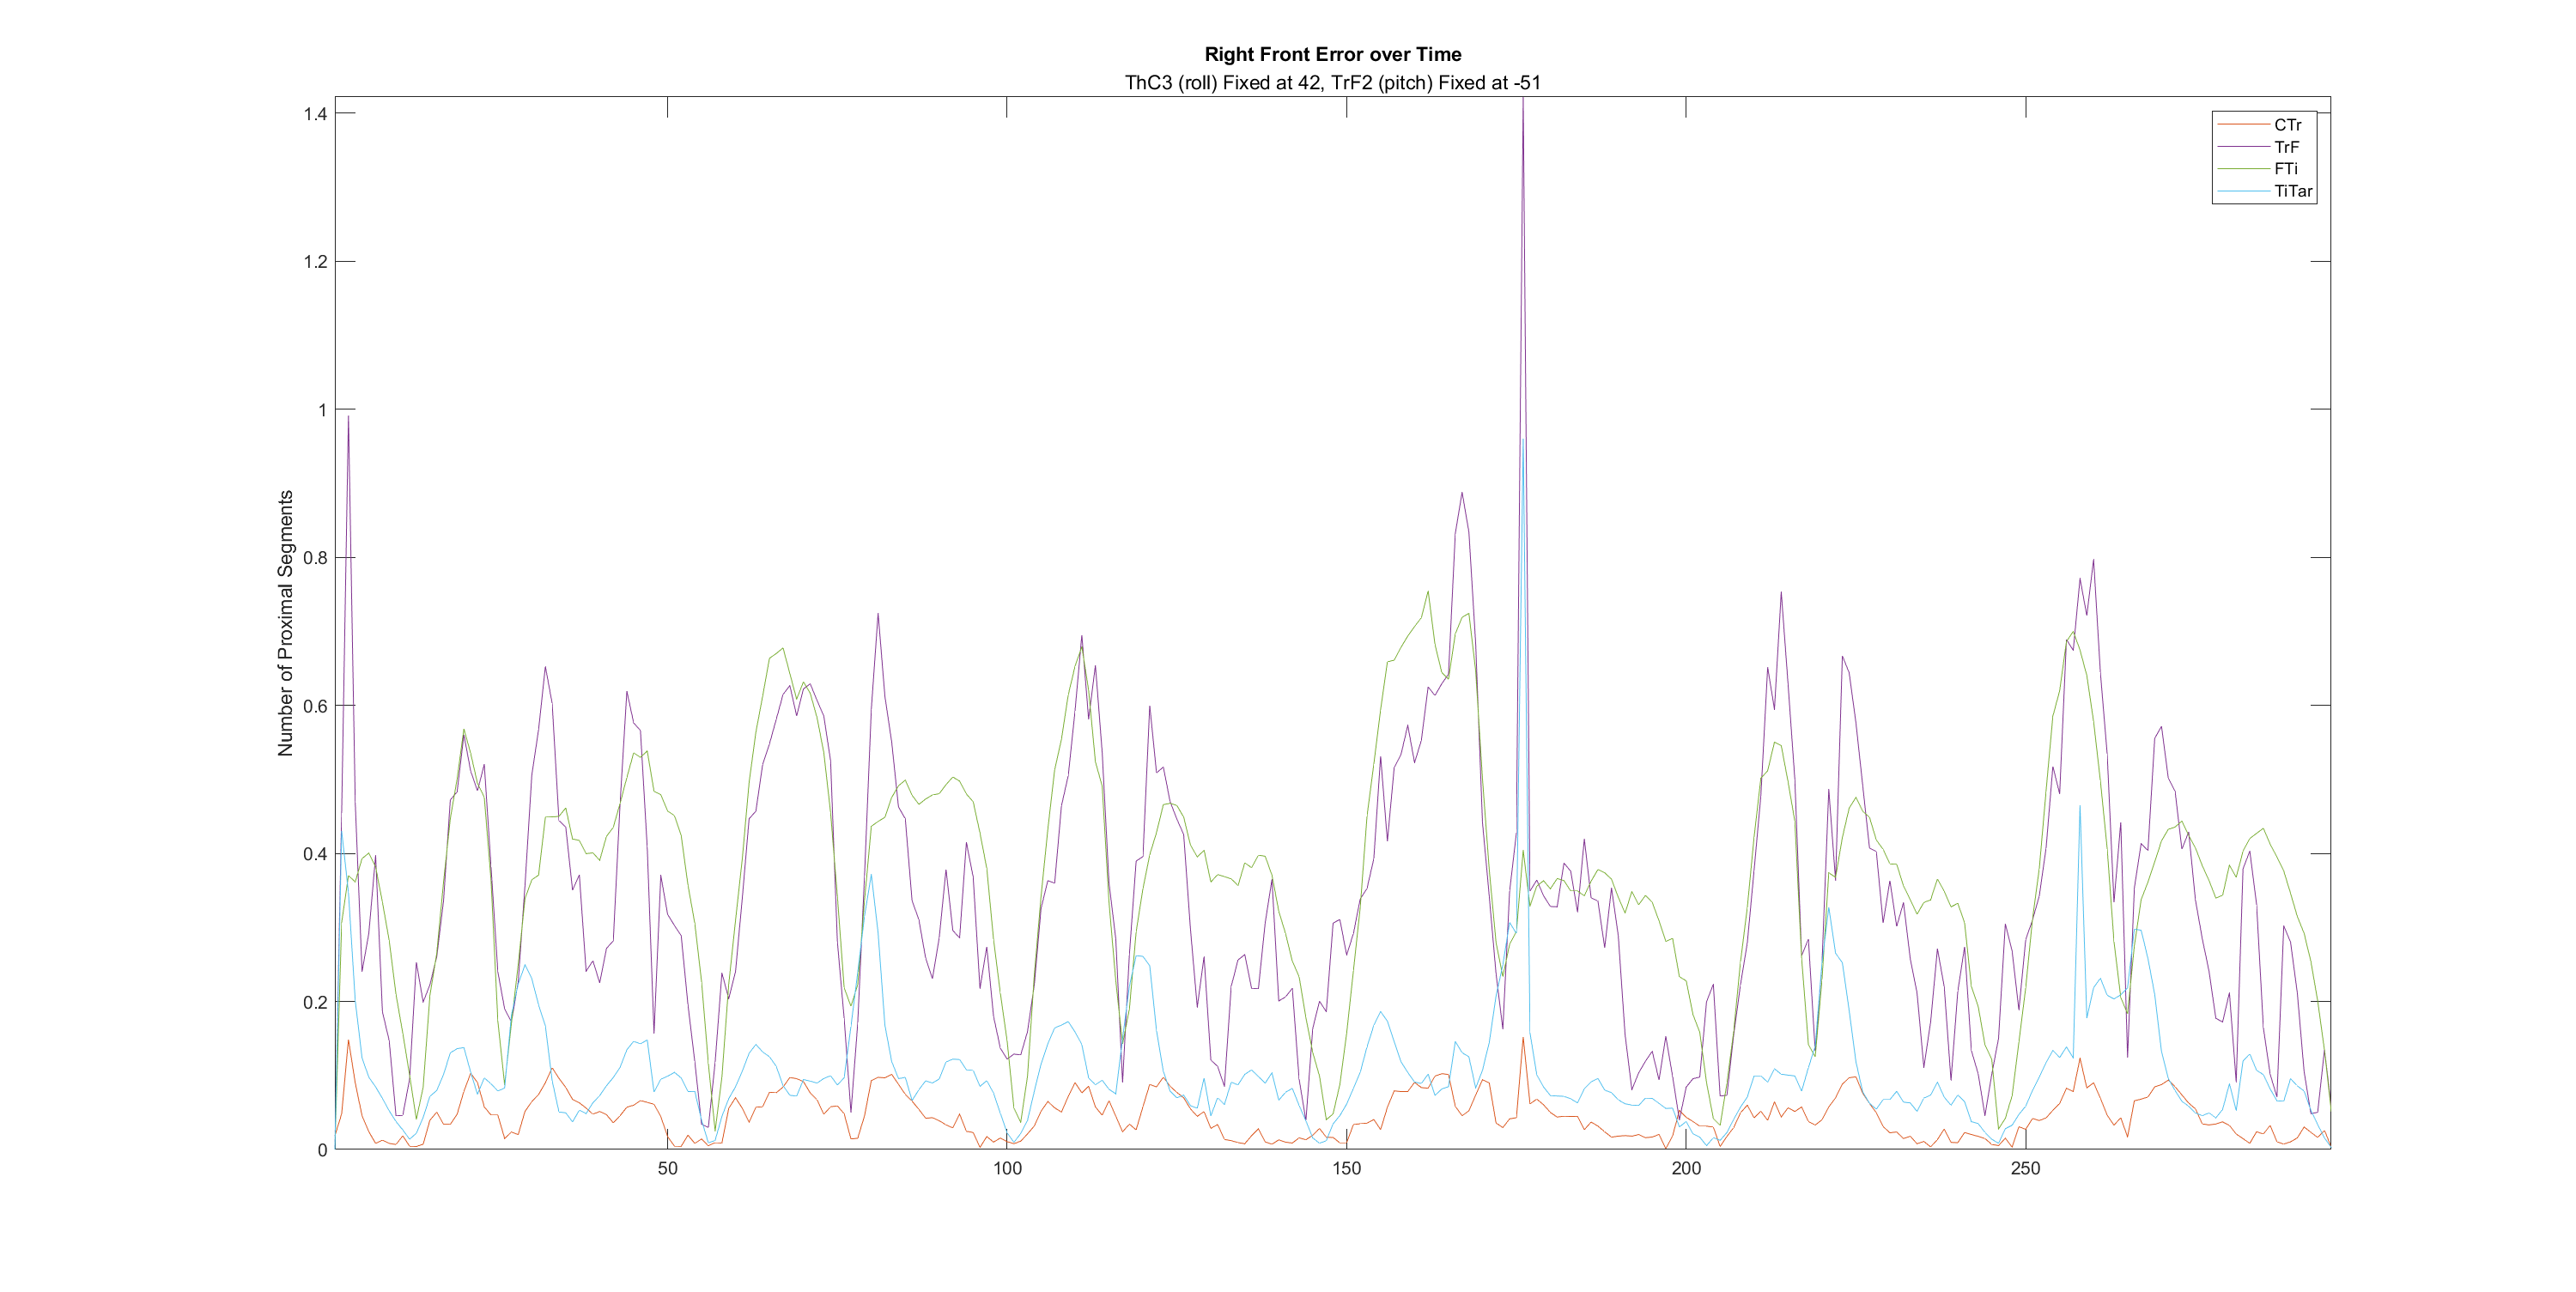 Right Front Error over Time
ThC3 (roll) Fixed at 42, TrF2 (pitch) Fixed at -51
1.4
1.2
1
0.8
0.6
0.4
0.2
0
Number of Proximal Segments
50
100
150
200
250
CTr
TrF
FTi
TiTar